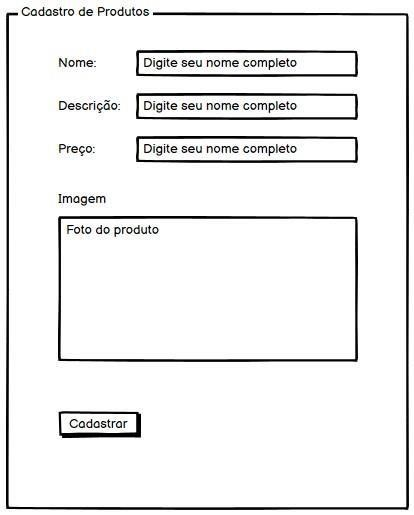 Cadastro de Produtos
Nome: Digite seu nome completo
Descrição: Digite seu nome completo
Preço: Digite seu nome completo
Imagem
Foto do produto
Cadastrar